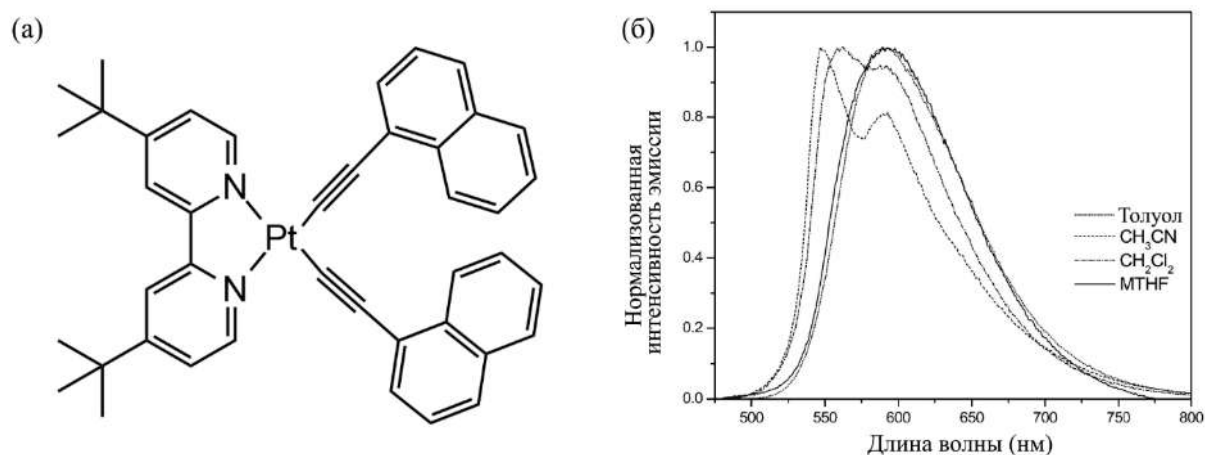 (а)
N
Pt
N
(б)
Нормализованная
интенсивность эмиссии
1.0
0.8
0.6
0.4
0.2
0.0
Толуол
CH₃CN
CH₂Cl₂
MTHF
500 550 600 650 700 750 800
Длина волны (нм)